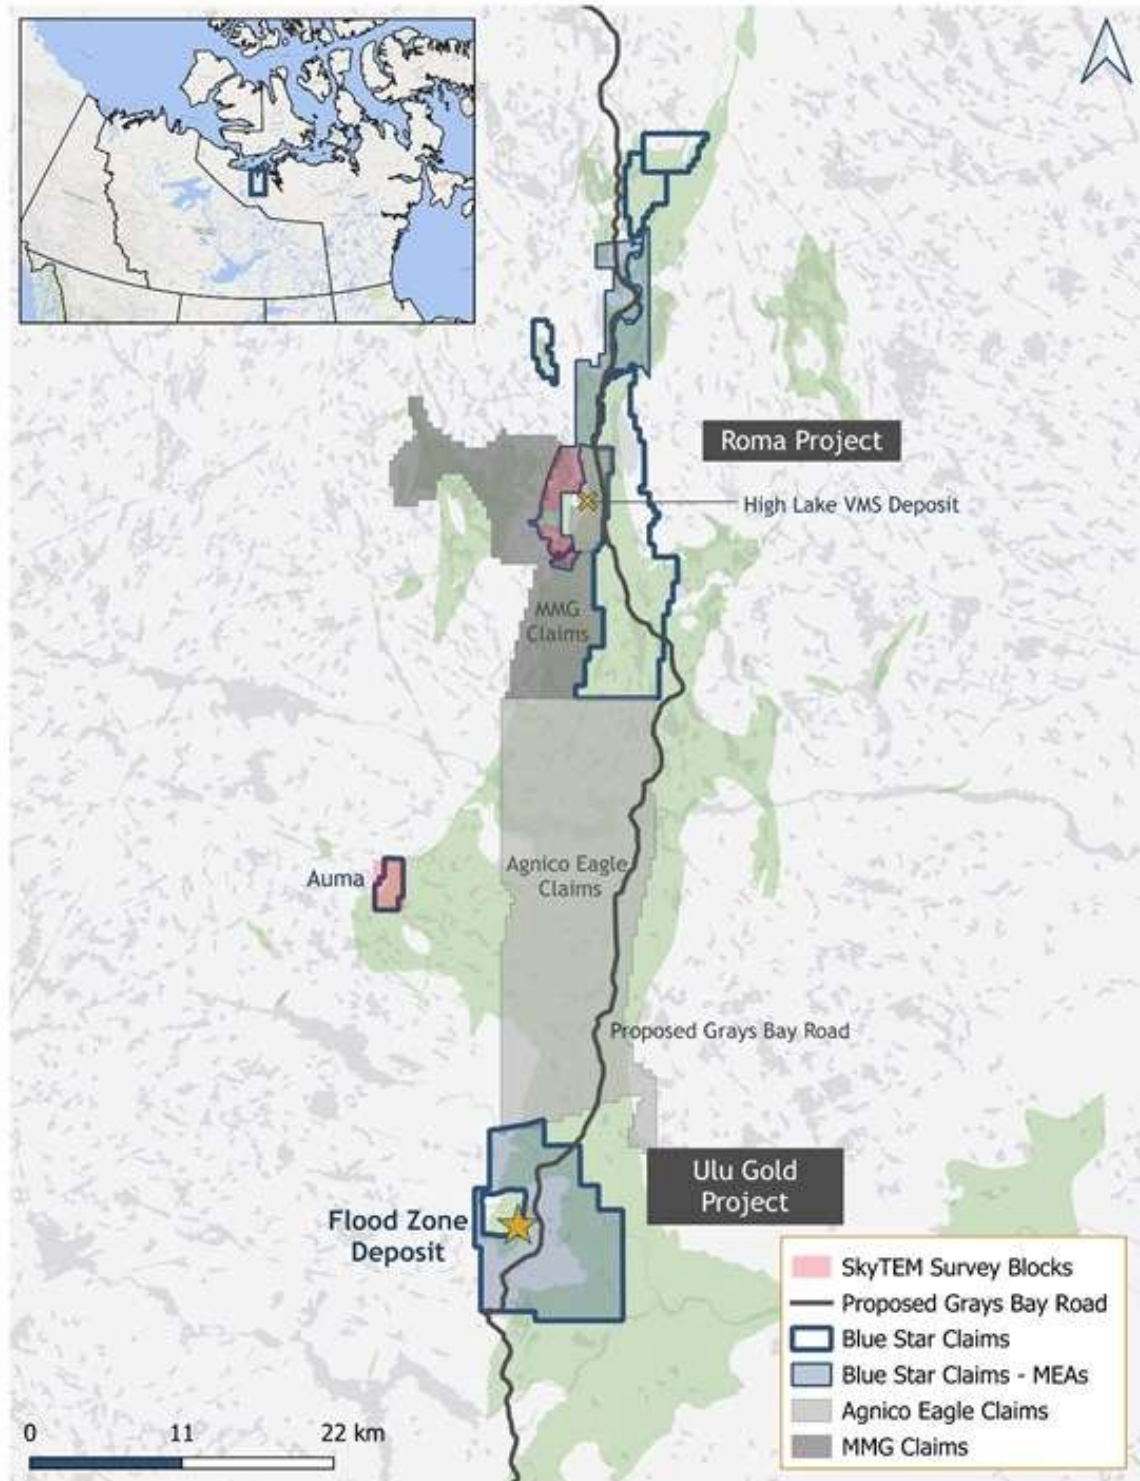 Roma Project
High Lake VMS Deposit
MMG
Claims
Auma
Agnico Eagle
Claims
Proposed Grays Bay Road
Ulu Gold
Project
Flood Zone
Deposit
SkyTEM Survey Blocks
Proposed Grays Bay Road
Blue Star Claims
Blue Star Claims - MEAs
Agnico Eagle Claims
MMG Claims
0 11 22 km